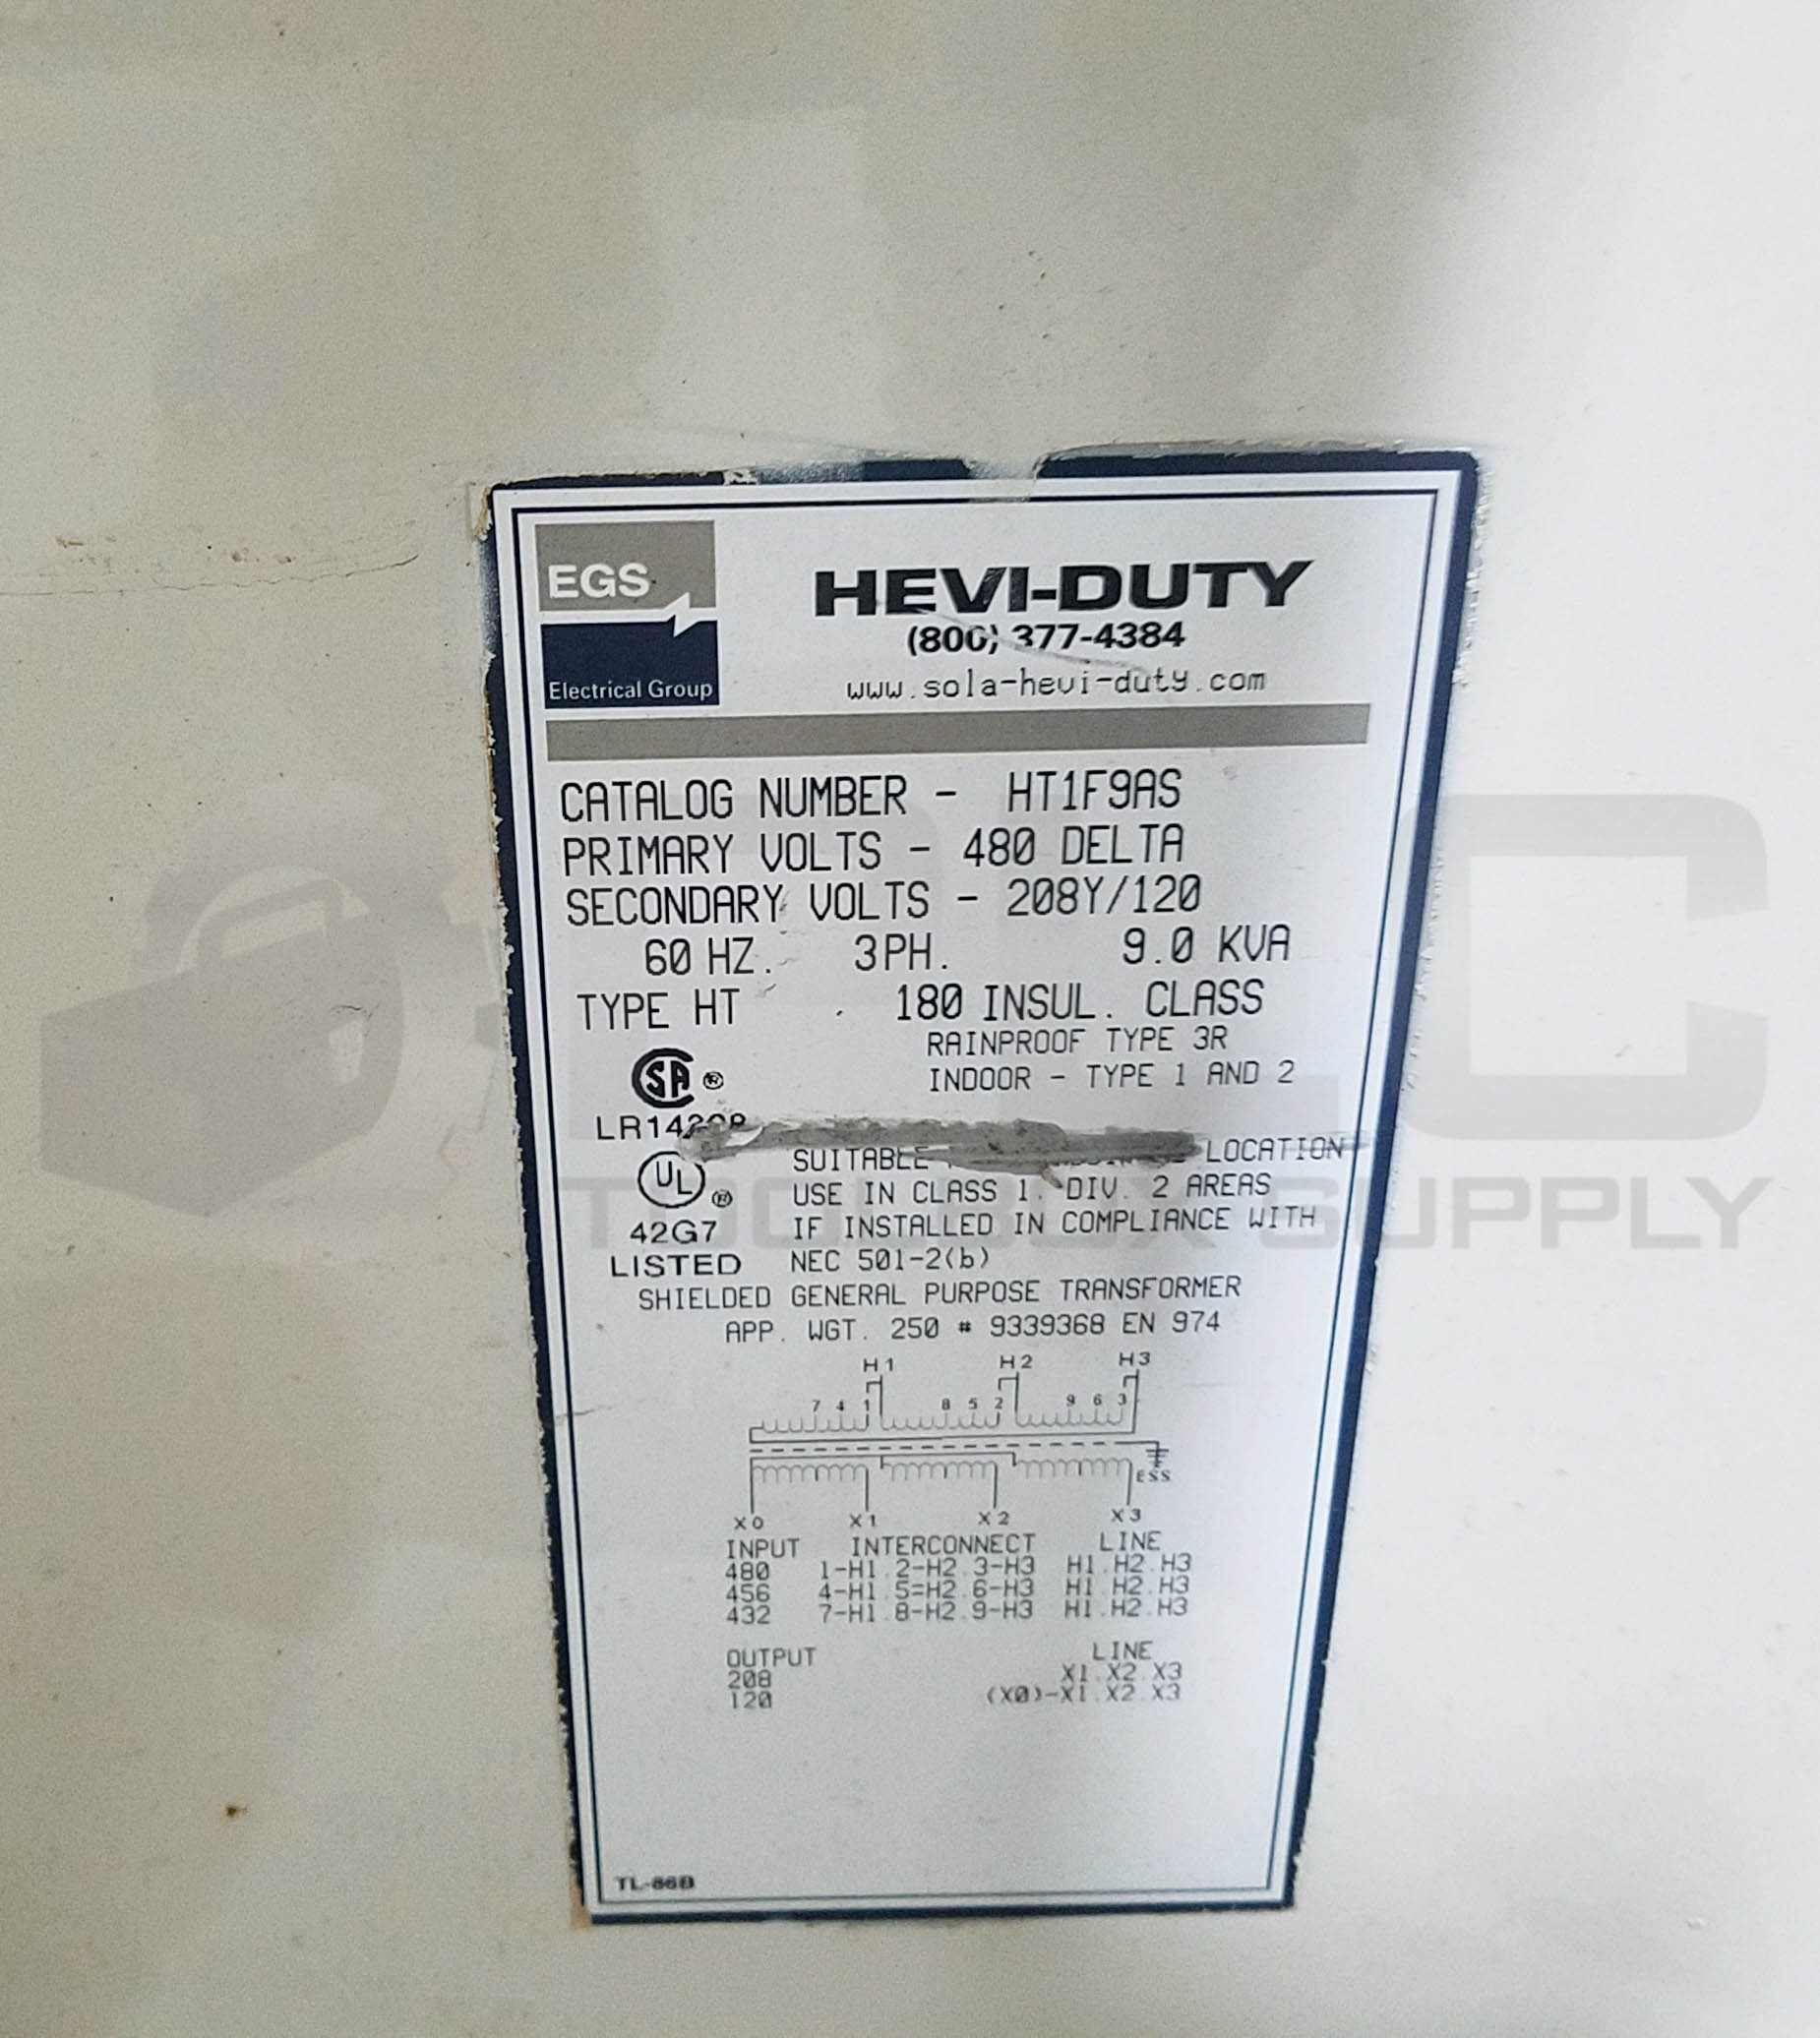 EGS
Electrical Group
HEVI-DUTY
(800) 377-4384
www.sola-hevi-duty.com
CATALOG NUMBER - HT1F9AS
PRIMARY VOLTS - 480 DELTA
SECONDARY VOLTS - 208Y/120
60 HZ. 3PH. 9.0 KVA
TYPE HT 180 INSUL. CLASS
RAINPROOF TYPE 3R
INDOOR - TYPE 1 AND 2
SA ®
UL ®
42G7
LISTED
SUITABLE LOCATION
USE IN CLASS 1. DIV. 2 AREAS
IF INSTALLED IN COMPLIANCE WITH
NEC 501-2(b)
SHIELDED GENERAL PURPOSE TRANSFORMER
APP. WGT. 250 # 9339368 EN 974
H1 H2 H3
7 4 1 8 5 2 9 6 3
ESS
X0 X1 X2 X3
INPUT INTERCONNECT LINE
480 1-H1.2-H2.3-H3 H1.H2.H3
456 4-H1.5=H2.6-H3 H1.H2.H3
432 7-H1.8-H2.9-H3 H1.H2.H3
OUTPUT LINE
208 X1.X2.X3
120 (X0)-X1.X2.X3
TL-86B
PLC
TOOLBOX SUPPLY